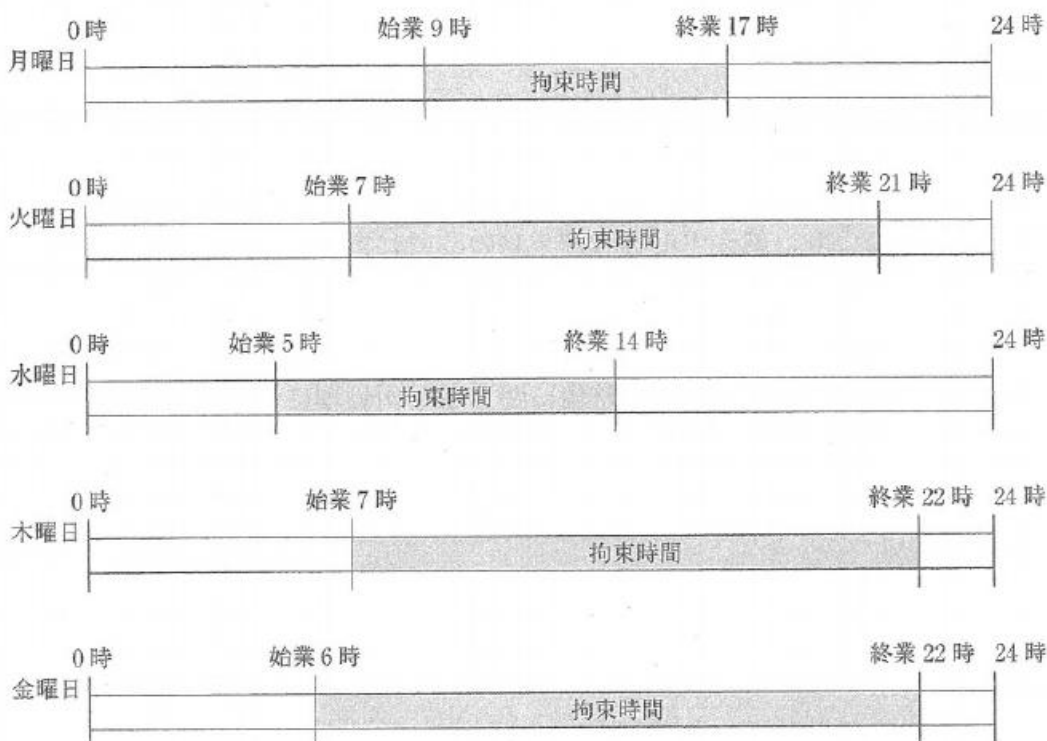 0時 始業9時 終業17時 24時
月曜日
拘束時間
0時 始業7時 終業21時 24時
火曜日
拘束時間
0時 始業5時 終業14時 24時
水曜日
拘束時間
0時 始業7時 終業22時 24時
木曜日
拘束時間
0時 始業6時 終業22時 24時
金曜日
拘束時間